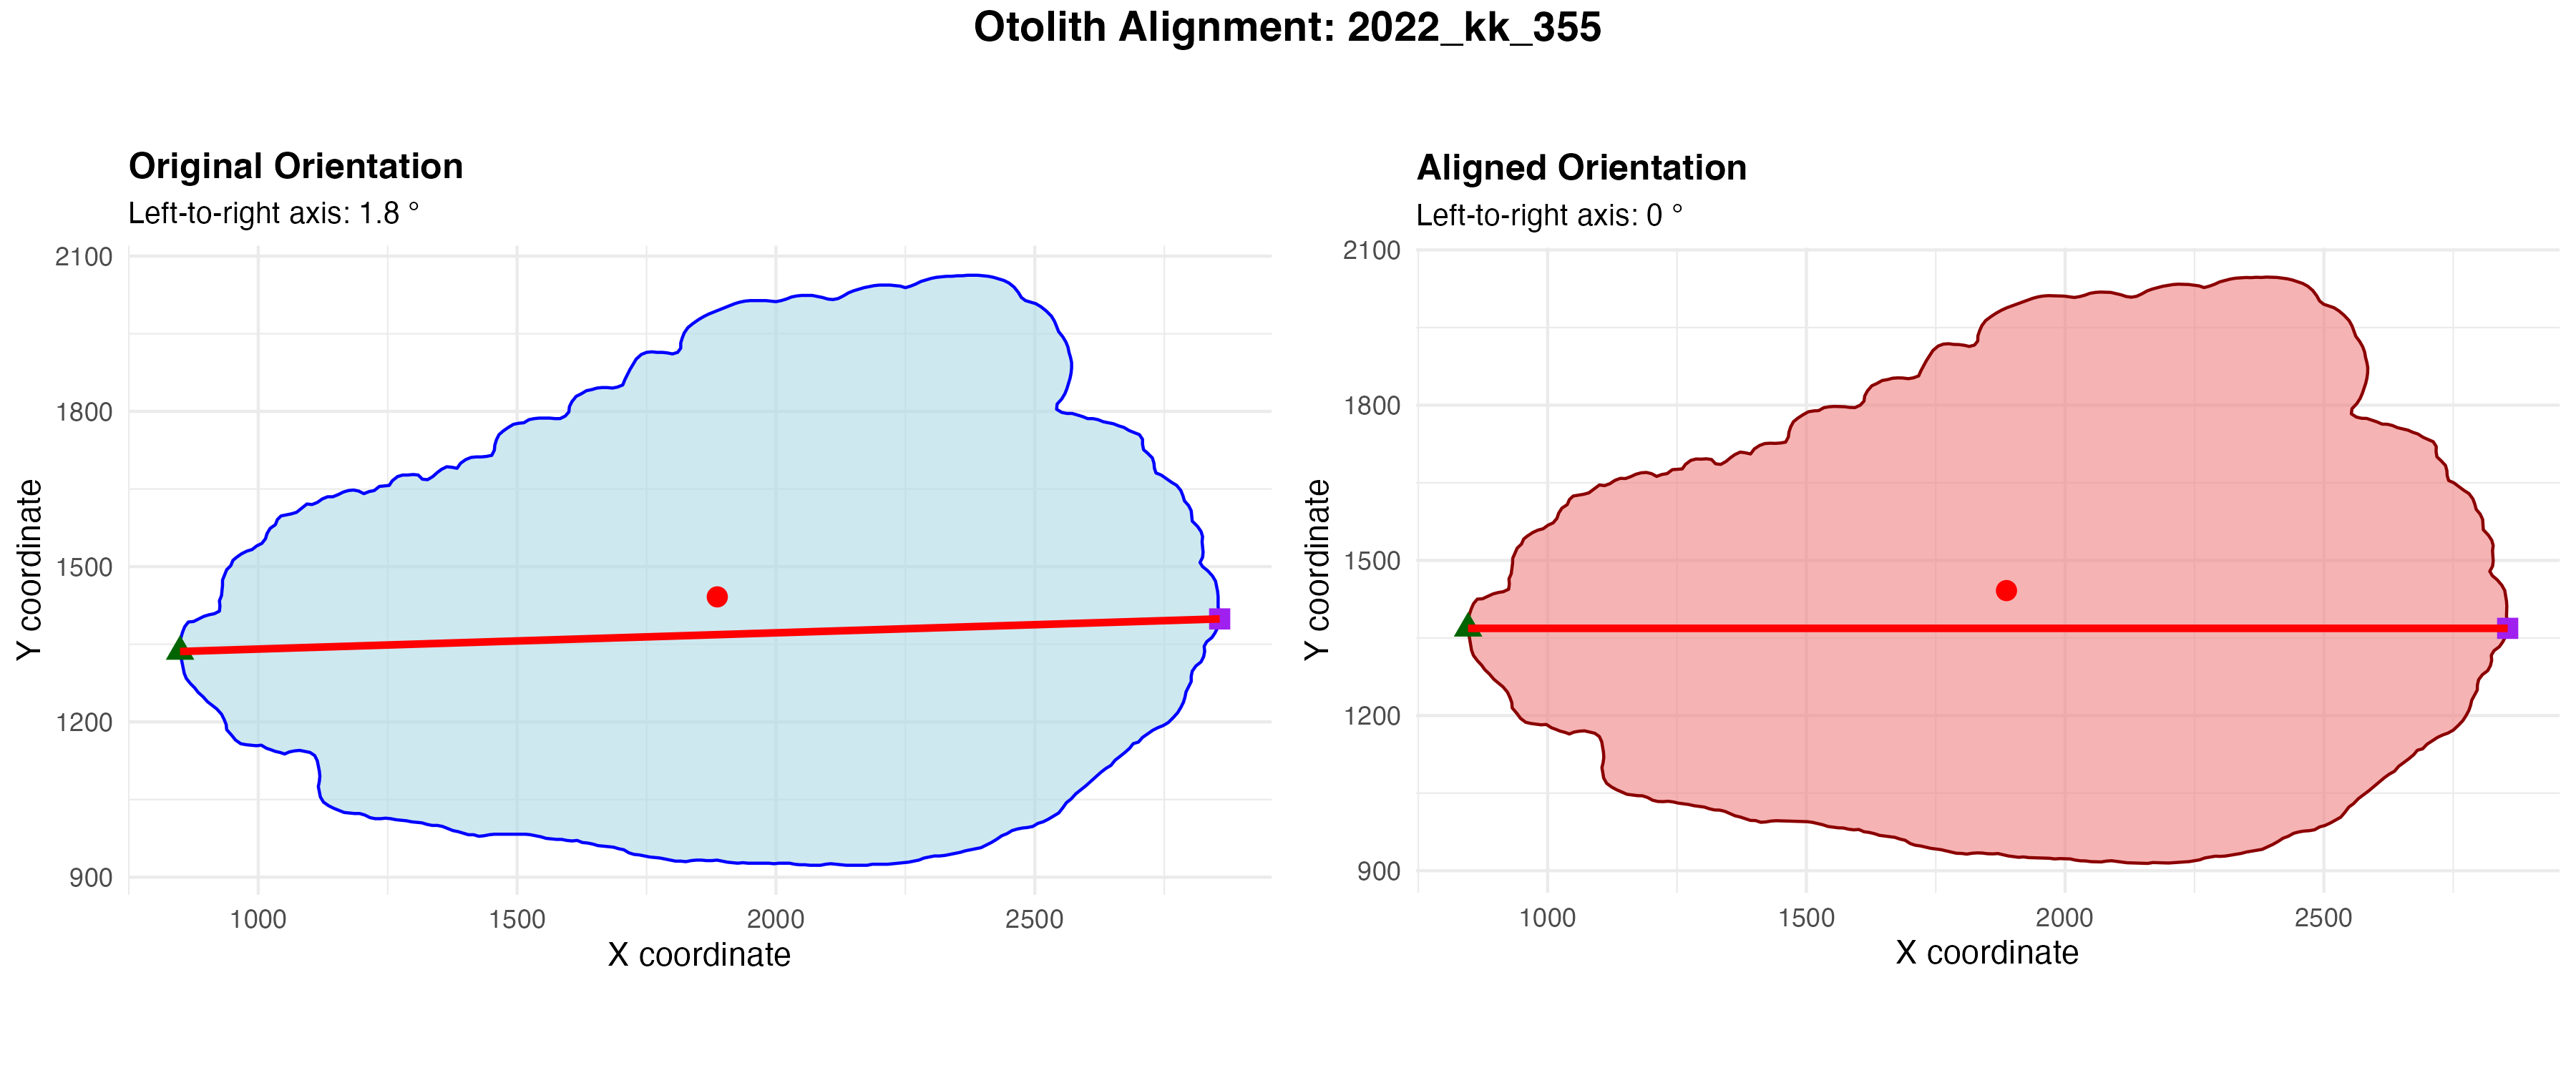 Otolith Alignment: 2022_kk_355
Original Orientation
Left-to-right axis: 1.8 °
2100
1800
1500
1200
900
Y coordinate
1000 1500 2000 2500
X coordinate
Aligned Orientation
Left-to-right axis: 0 °
2100
1800
1500
1200
900
Y coordinate
1000 1500 2000 2500
X coordinate